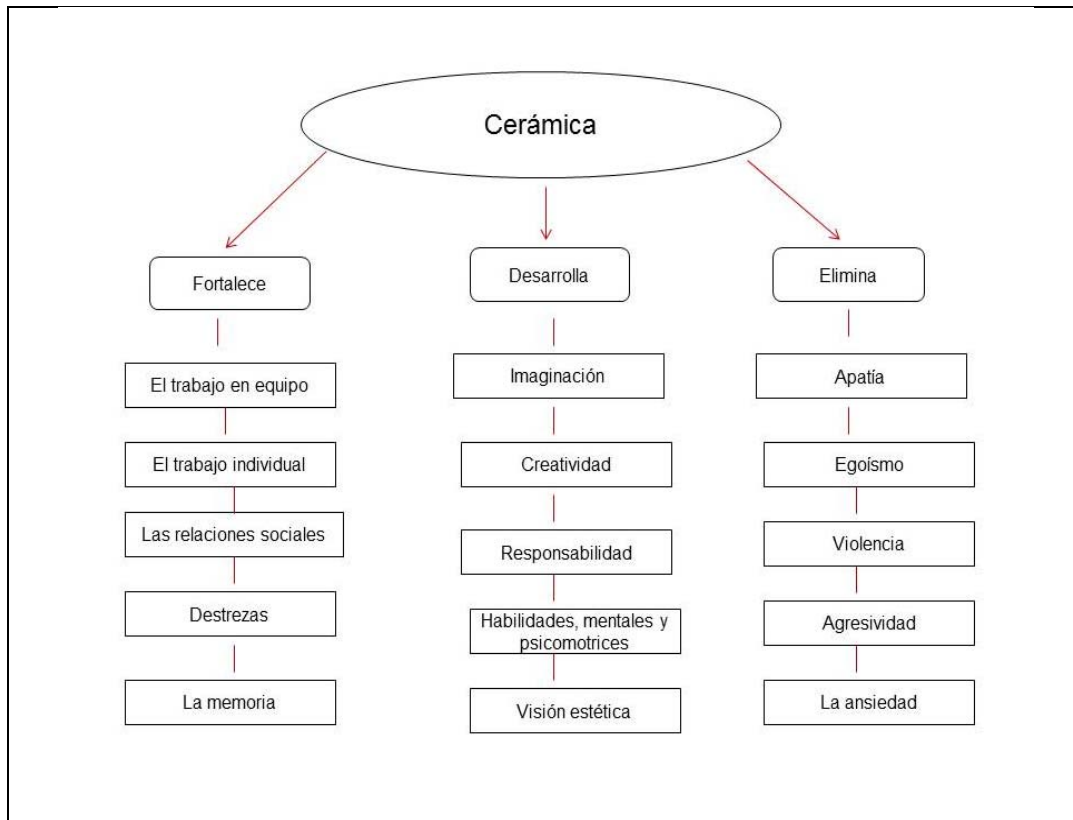 Cerámica
Fortalece
Desarrolla
Elimina
El trabajo en equipo
Imaginación
Apatía
El trabajo individual
Creatividad
Egoísmo
Las relaciones sociales
Responsabilidad
Violencia
Destrezas
Habilidades, mentales y
psicomotrices
Agresividad
La memoria
Visión estética
La ansiedad